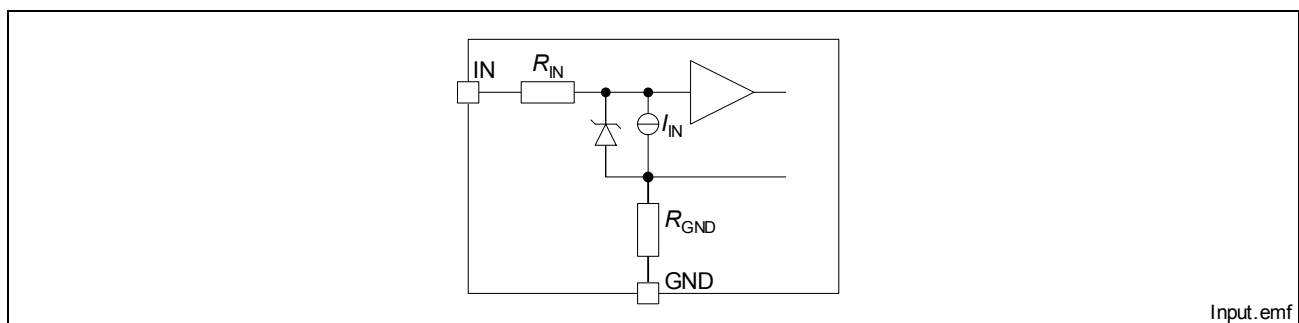 IN
R_IN
I_IN
R_GND
GND
Input.emf